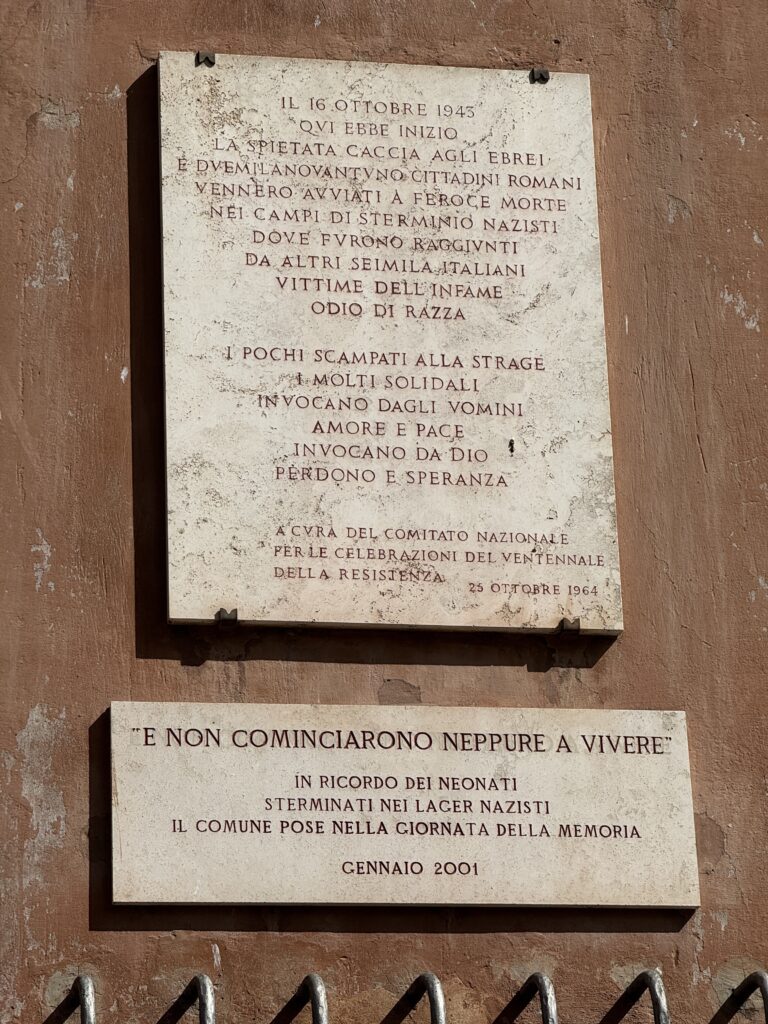 IL 16 OTTOBRE 1943
QVI EBBE INIZIO
LA SPIETATA CACCIA AGLI EBREI
E DVEMILANOVANTVNO CITTADINI ROMANI
VENNERO AVVIATI A FEROCE MORTE
NEI CAMPI DI STERMINIO NAZISTI
DOVE FVRONO RAGGIVNTI
DA ALTRI SEIMILA ITALIANI
VITTIME DELL'INFAME
ODIO DI RAZZA
I POCHI SCAMPATI ALLA STRAGE
I MOLTI SOLIDALI
INVOCANO DAGLI VOMINI
AMORE E PACE
INVOCANO DA DIO
PERDONO E SPERANZA
A CVRA DEL COMITATO NAZIONALE
PER LE CELEBRAZIONI DEL VENTENNALE
DELLA RESISTENZA
25 OTTOBRE 1964
"E NON COMINCIARONO NEPPURE A VIVERE"
IN RICORDO DEI NEONATI
STERMINATI NEI LAGER NAZISTI
IL COMUNE POSE NELLA GIORNATA DELLA MEMORIA
GENNAIO 2001